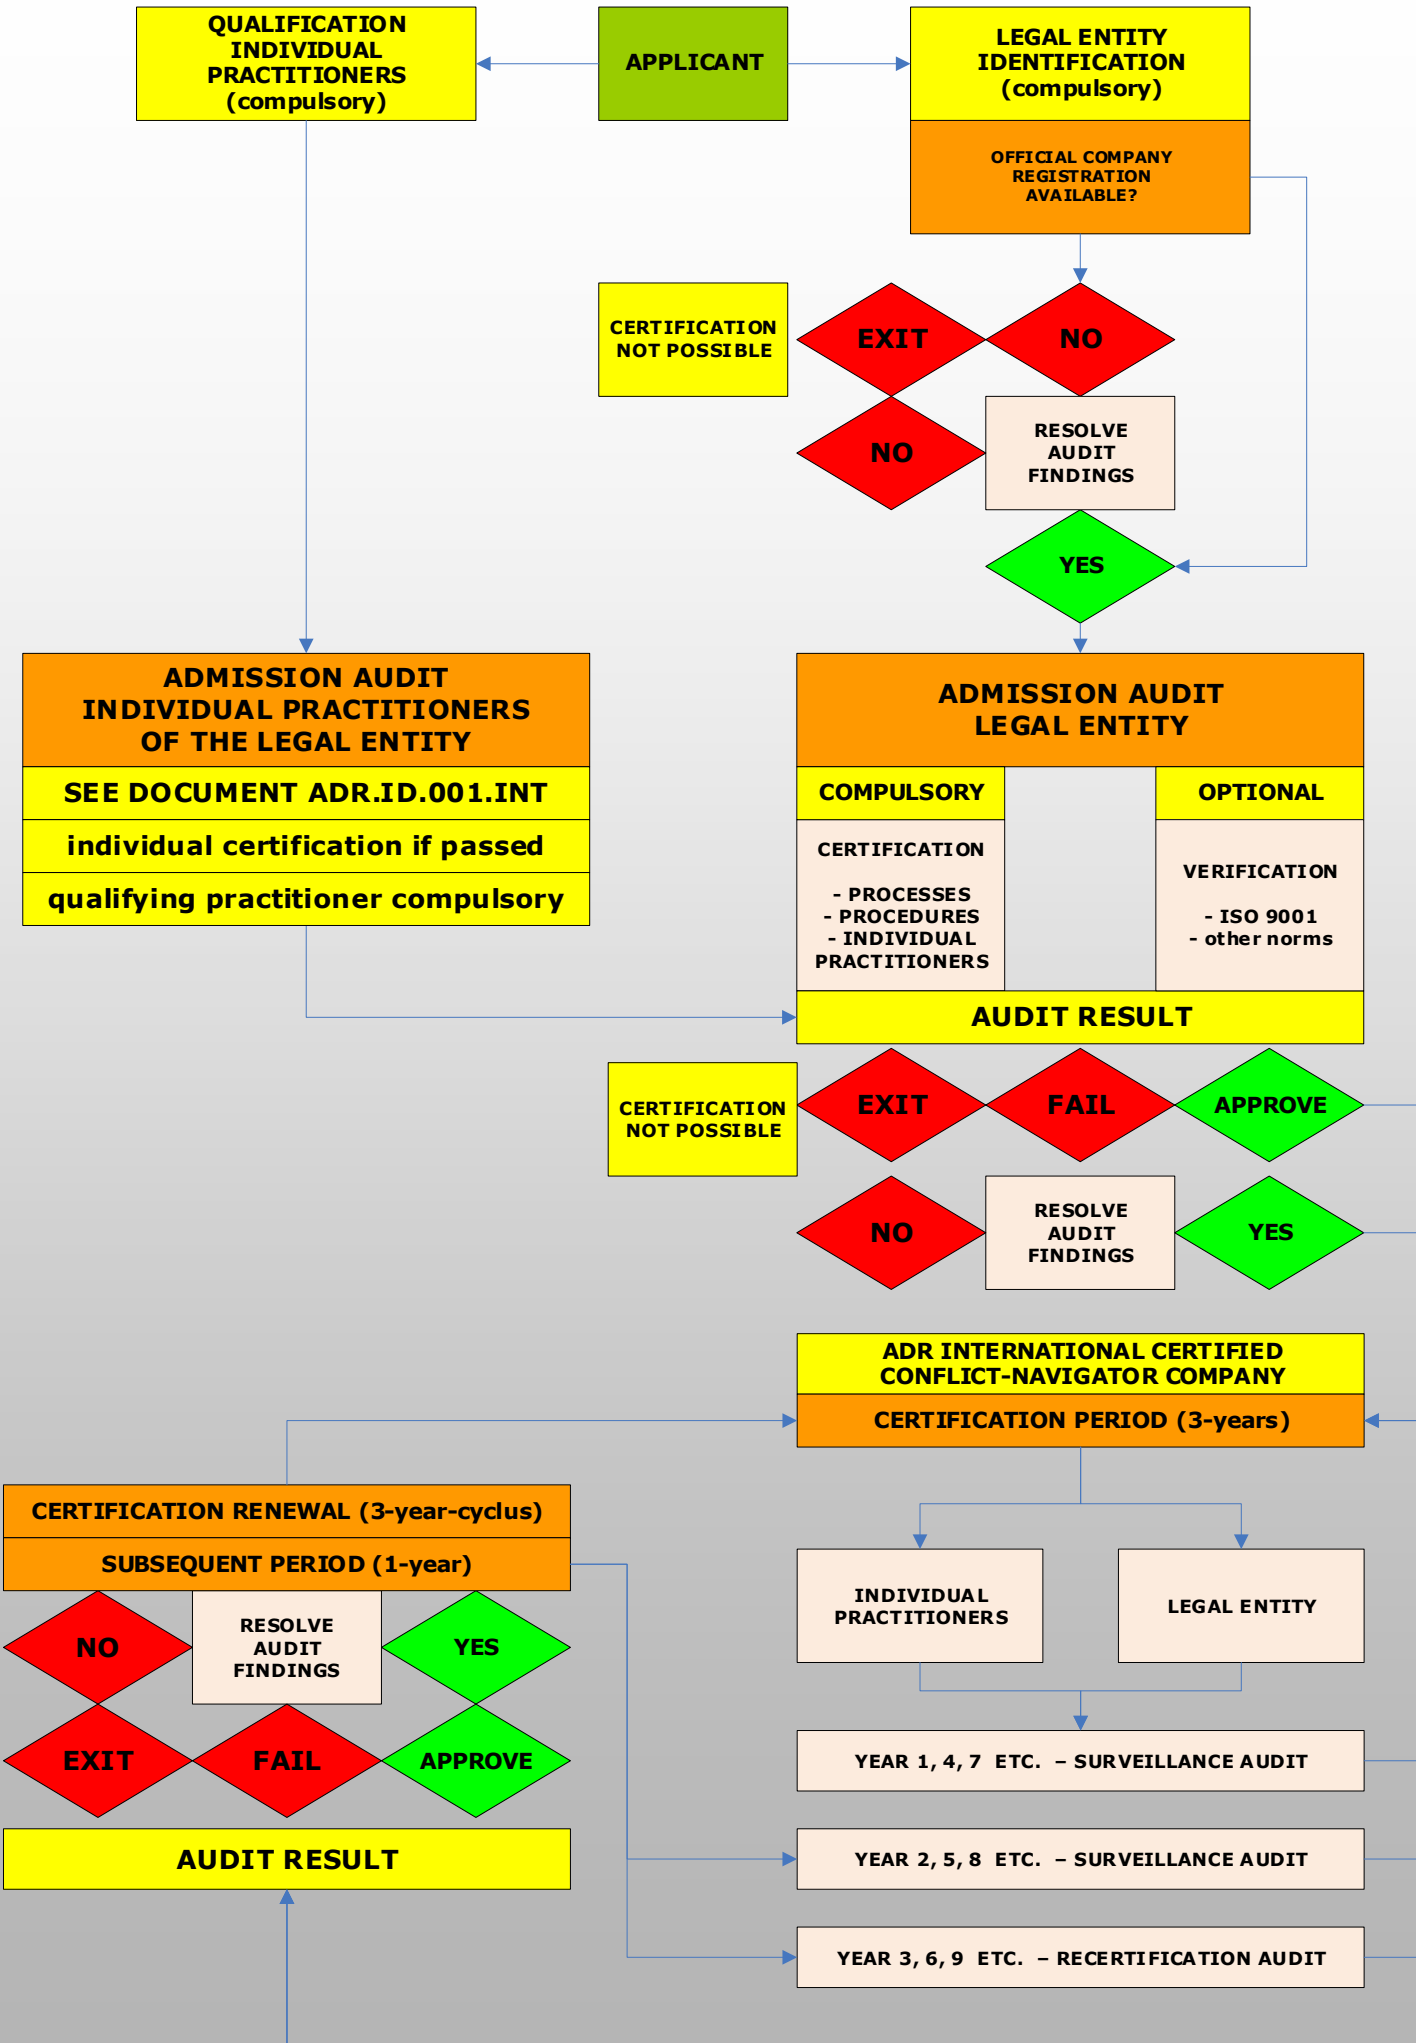 QUALIFICATION
INDIVIDUAL
PRACTITIONERS
(compulsory)
APPLICANT
LEGAL ENTITY
IDENTIFICATION
(compulsory)
OFFICIAL COMPANY
REGISTRATION
AVAILABLE?
CERTIFICATION
NOT POSSIBLE
EXIT
NO
NO
RESOLVE
AUDIT
FINDINGS
YES
ADMISSION AUDIT
INDIVIDUAL PRACTITIONERS
OF THE LEGAL ENTITY
SEE DOCUMENT ADR.ID.001.INT
individual certification if passed
qualifying practitioner compulsory
ADMISSION AUDIT
LEGAL ENTITY
COMPULSORY
CERTIFICATION
- PROCESSES
- PROCEDURES
- INDIVIDUAL
PRACTITIONERS
OPTIONAL
VERIFICATION
- ISO 9001
- other norms
AUDIT RESULT
CERTIFICATION
NOT POSSIBLE
EXIT
FAIL
APPROVE
NO
RESOLVE
AUDIT
FINDINGS
YES
ADR INTERNATIONAL CERTIFIED
CONFLICT-NAVIGATOR COMPANY
CERTIFICATION PERIOD (3-years)
CERTIFICATION RENEWAL (3-year-cyclus)
SUBSEQUENT PERIOD (1-year)
NO
RESOLVE
AUDIT
FINDINGS
YES
EXIT
FAIL
APPROVE
AUDIT RESULT
INDIVIDUAL
PRACTITIONERS
LEGAL ENTITY
YEAR 1, 4, 7 ETC. – SURVEILLANCE AUDIT
YEAR 2, 5, 8 ETC. – SURVEILLANCE AUDIT
YEAR 3, 6, 9 ETC. – RECERTIFICATION AUDIT